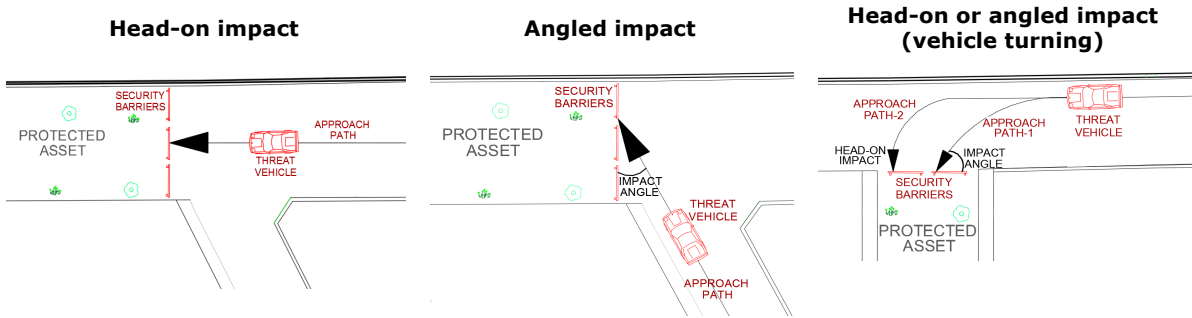 Head-on impact
SECURITY
BARRIERS
PROTECTED
ASSET
APPROACH
PATH
THREAT
VEHICLE
Angled impact
SECURITY
BARRIERS
PROTECTED
ASSET
IMPACT
ANGLE
THREAT
VEHICLE
APPROACH
PATH
Head-on or angled impact
(vehicle turning)
APPROACH
PATH-2
APPROACH
PATH-1
THREAT
VEHICLE
HEAD-ON
IMPACT
IMPACT
ANGLE
SECURITY
BARRIERS
PROTECTED
ASSET